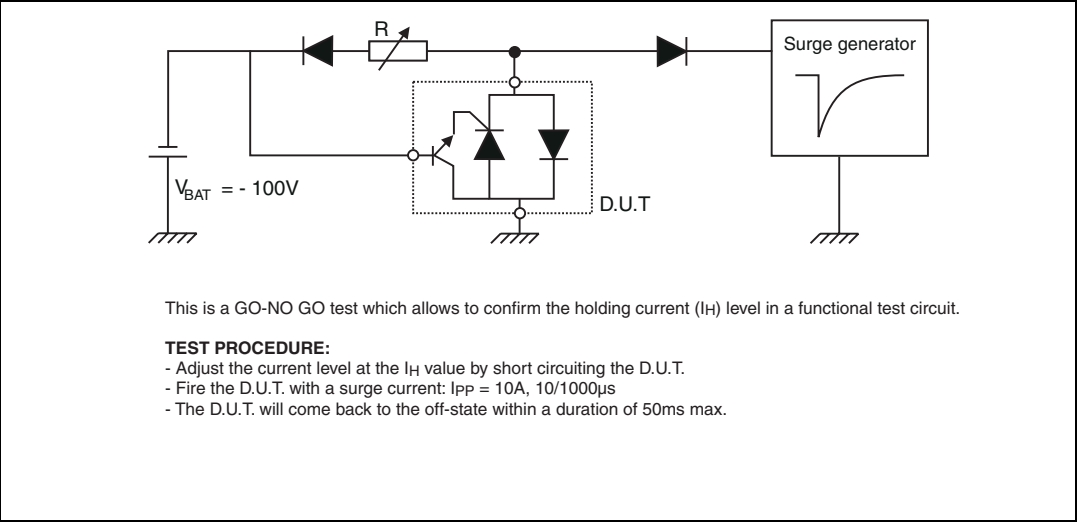 R
Surge generator
VBAT = - 100V
D.U.T
This is a GO-NO GO test which allows to confirm the holding current (IH) level in a functional test circuit.
TEST PROCEDURE:
- Adjust the current level at the IH value by short circuiting the D.U.T.
- Fire the D.U.T. with a surge current: IPP = 10A, 10/1000µs
- The D.U.T. will come back to the off-state within a duration of 50ms max.